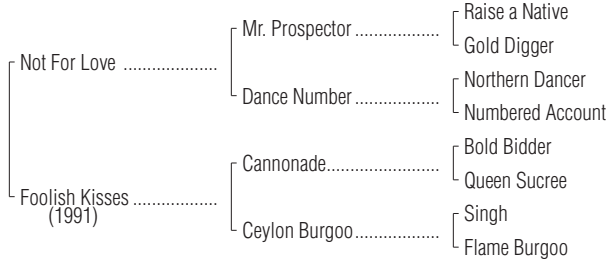 Raise a Native
Mr. Prospector ..................
Gold Digger
Not For Love ....................
Northern Dancer
Dance Number ..................
Numbered Account
Bold Bidder
Cannonade........................
Queen Sucree
Foolish Kisses ..................
(1991)
Singh
Ceylon Burgoo ..................
Flame Burgoo